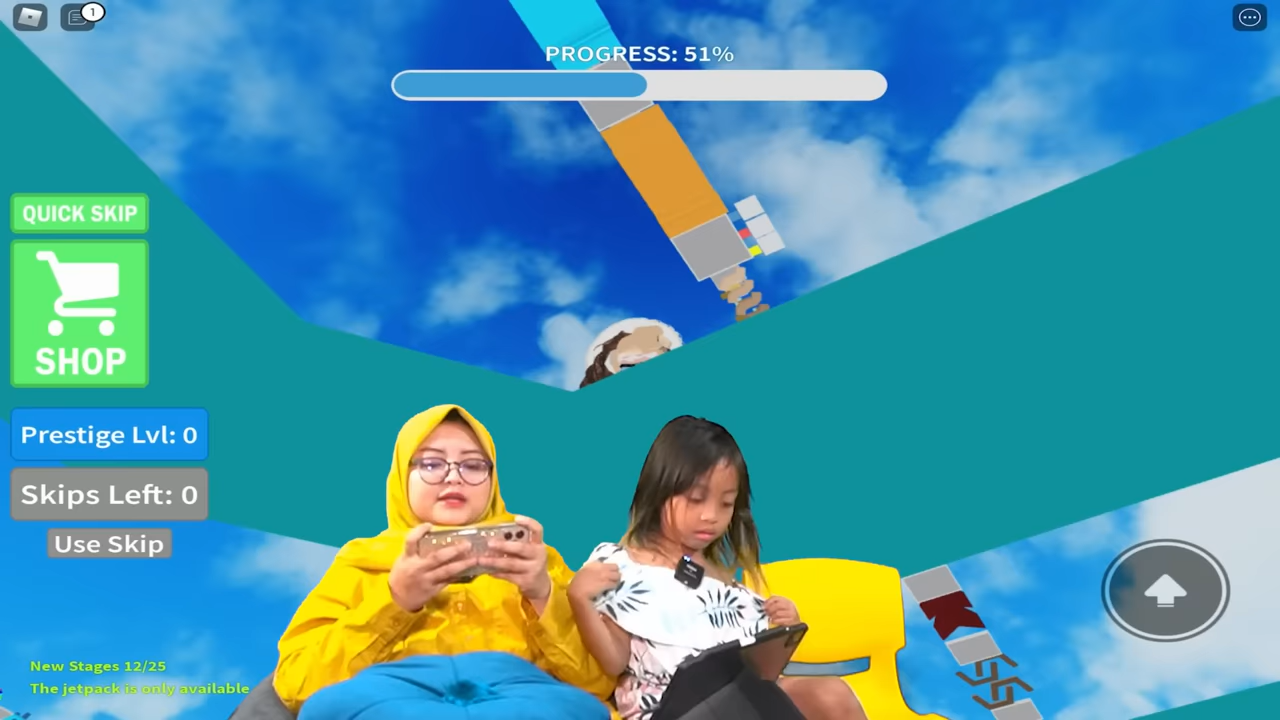 1
PROGRESS: 51%
QUICK SKIP
SHOP
Prestige Lvl: 0
Skips Left: 0
Use Skip
New Stages 12/25
The jetpack is only available